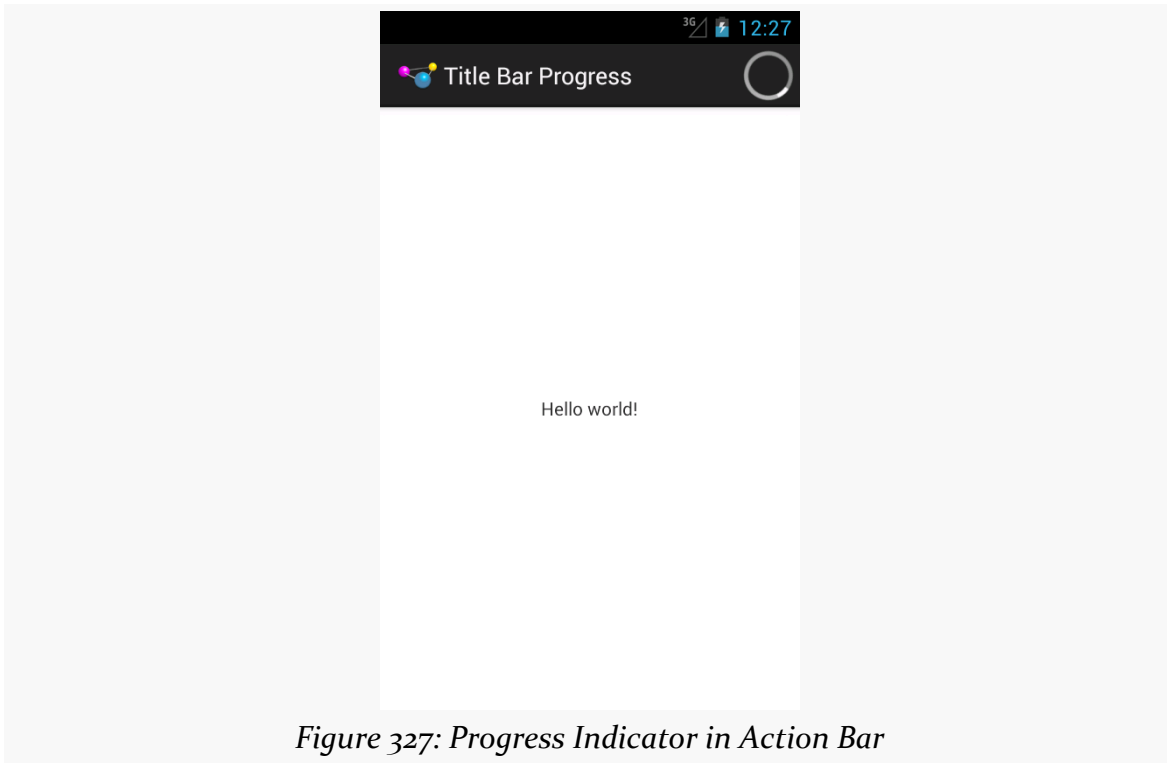 3G 12:27
Title Bar Progress
Hello world!
Figure 327: Progress Indicator in Action Bar